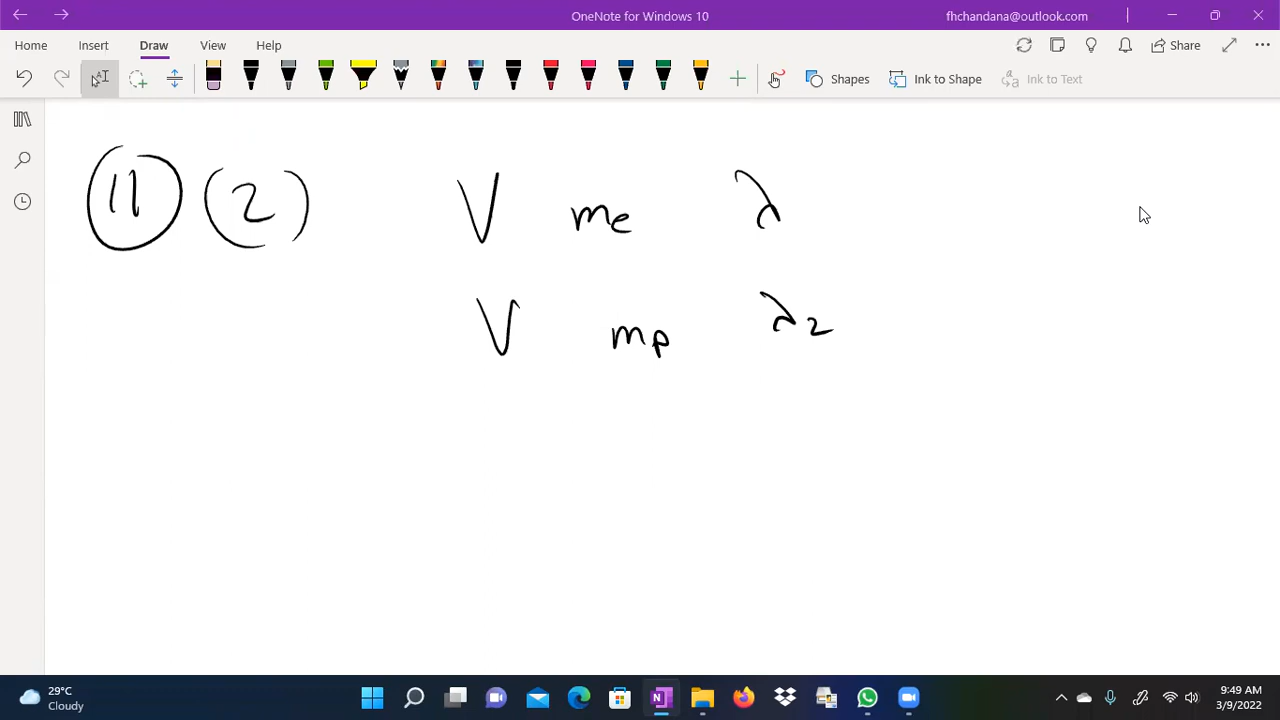 OneNote for Windows 10
fhchandana@outlook.com
Home Insert Draw View Help
Share
Shapes Ink to Shape Ink to Text
11 (2) V me λ
V mp λ2
29°C
Cloudy
9:49 AM
3/9/2022